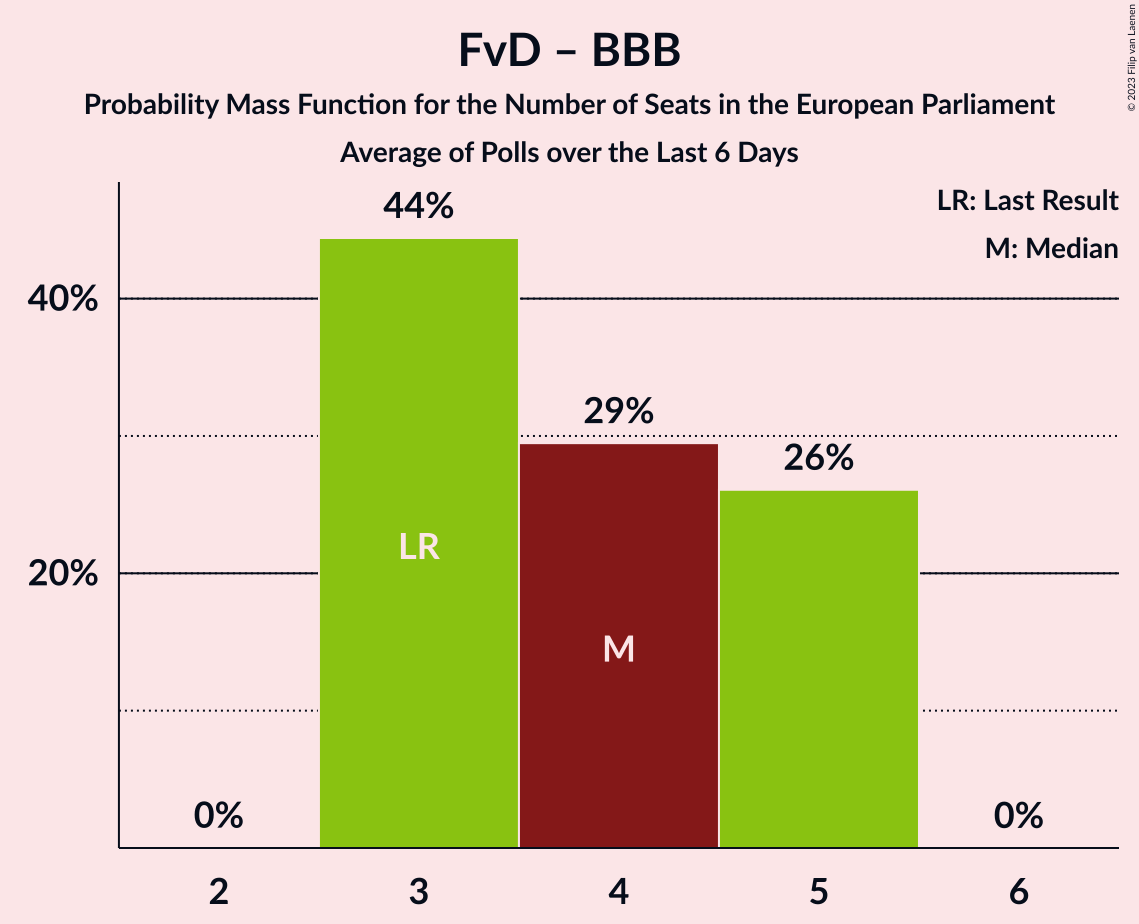 FvD – BBB
Probability Mass Function for the Number of Seats in the European Parliament
Average of Polls over the Last 6 Days
© 2023 Filip van Laenen
LR: Last Result
M: Median
44%
40%
29%
26%
LR
20%
M
0%
0%
2 3 4 5 6